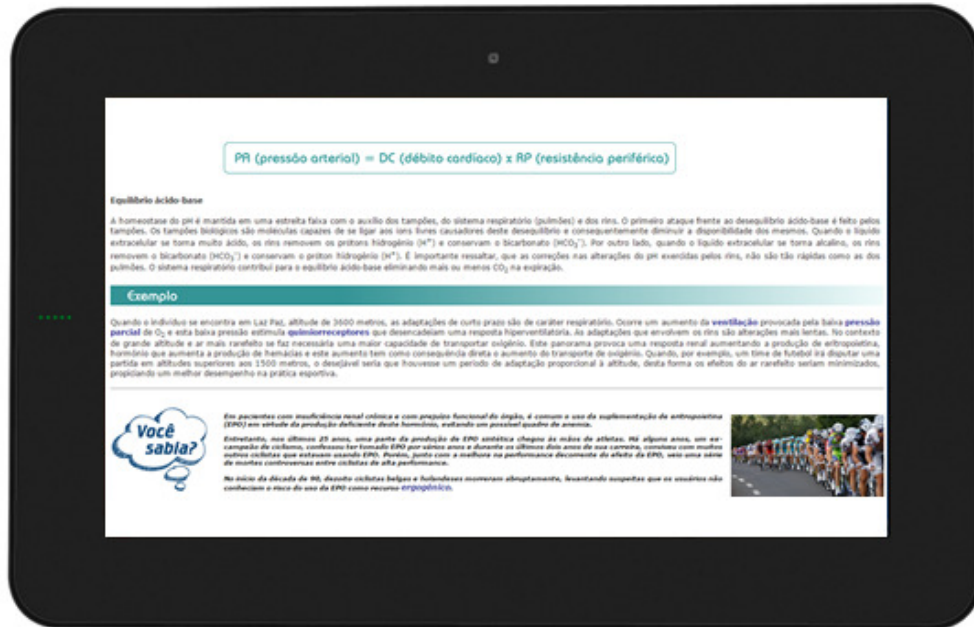 PA (pressão arterial) = DC (débito cardíaco) x RP (resistência periférica)
Equilíbrio ácido-base
A homeostase do pH é mantida em uma estreita faixa com o auxílio dos tampões, do sistema respiratório (pulmões) e dos rins. O primeiro ataque frente ao desequilíbrio ácido-base é feito pelos
tampões. Os tampões biológicos são moléculas capazes de se ligar aos íons livres causadores deste desequilíbrio e consequentemente diminuir a disponibilidade dos mesmos. Quando o líquido
extracelular se torna muito ácido, os rins removem os prótons hidrogênio (H⁺) e conservam o bicarbonato (HCO₃⁻). Por outro lado, quando o líquido extracelular se torna alcalino, os rins
removem o bicarbonato (HCO₃⁻) e conservam o próton hidrogênio (H⁺). É importante ressaltar, que as correções nas alterações do pH exercidas pelos rins, não são tão rápidas como as dos
pulmões. O sistema respiratório contribui para o equilíbrio ácido-base eliminando mais ou menos CO₂ na expiração.
Exemplo
Quando o indivíduo se encontra em Laz Paz, altitude de 3600 metros, as adaptações de curto prazo são de caráter respiratório. Ocorre um aumento da ventilação provocada pela baixa pressão
parcial de O₂ e esta baixa pressão estimula quimiorreceptores que desencadeiam uma resposta hiperventilatória. As adaptações que envolvem os rins são alterações mais lentas. No contexto
de grande altitude e ar mais rarefeito se faz necessária uma maior capacidade de transportar oxigênio. Este panorama provoca uma resposta renal aumentando a produção de eritropoietina,
hormônio que aumenta a produção de hemácias e este aumento tem como consequência direta o aumento do transporte de oxigênio. Quando, por exemplo, um time de futebol irá disputar uma
partida em altitudes superiores aos 1500 metros, o desejável seria que houvesse um período de adaptação proporcional à altitude, desta forma os efeitos do ar rarefeito seriam minimizados,
propiciando um melhor desempenho na prática esportiva.
Você
sabia?
Em pacientes com insuficiência renal crônica e com prejuízo funcional do órgão, é comum o uso da suplementação de eritropoietina
(EPO) em virtude da produção deficiente deste hormônio, evitando um possível quadro de anemia.
Entretanto, nos últimos 25 anos, uma parte da produção de EPO sintética chegou às mãos de atletas. Há alguns anos, um ex-
campeão de ciclismo, confessou ter tomado EPO por vários anos e durante os últimos dois anos de sua carreira, conviveu com muitos
outros ciclistas que estavam usando EPO. Porém, junto com a melhora na performance decorrente do efeito da EPO, veio uma série
de mortes controversas entre ciclistas de alta performance.
No início da década de 90, dezoito ciclistas belgas e holandeses morreram abruptamente, levantando suspeitas que os usuários não
conheciam o risco do uso da EPO como recurso ergogênico.